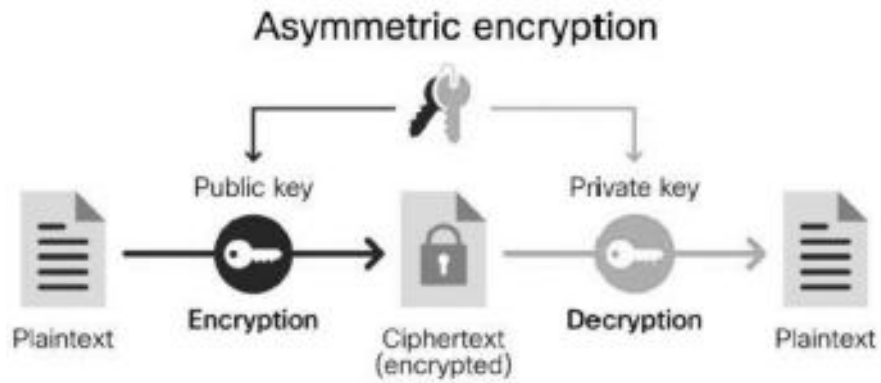 Asymmetric encryption
Public key
Private key
Plaintext
Encryption
Ciphertext
(encrypted)
Decryption
Plaintext